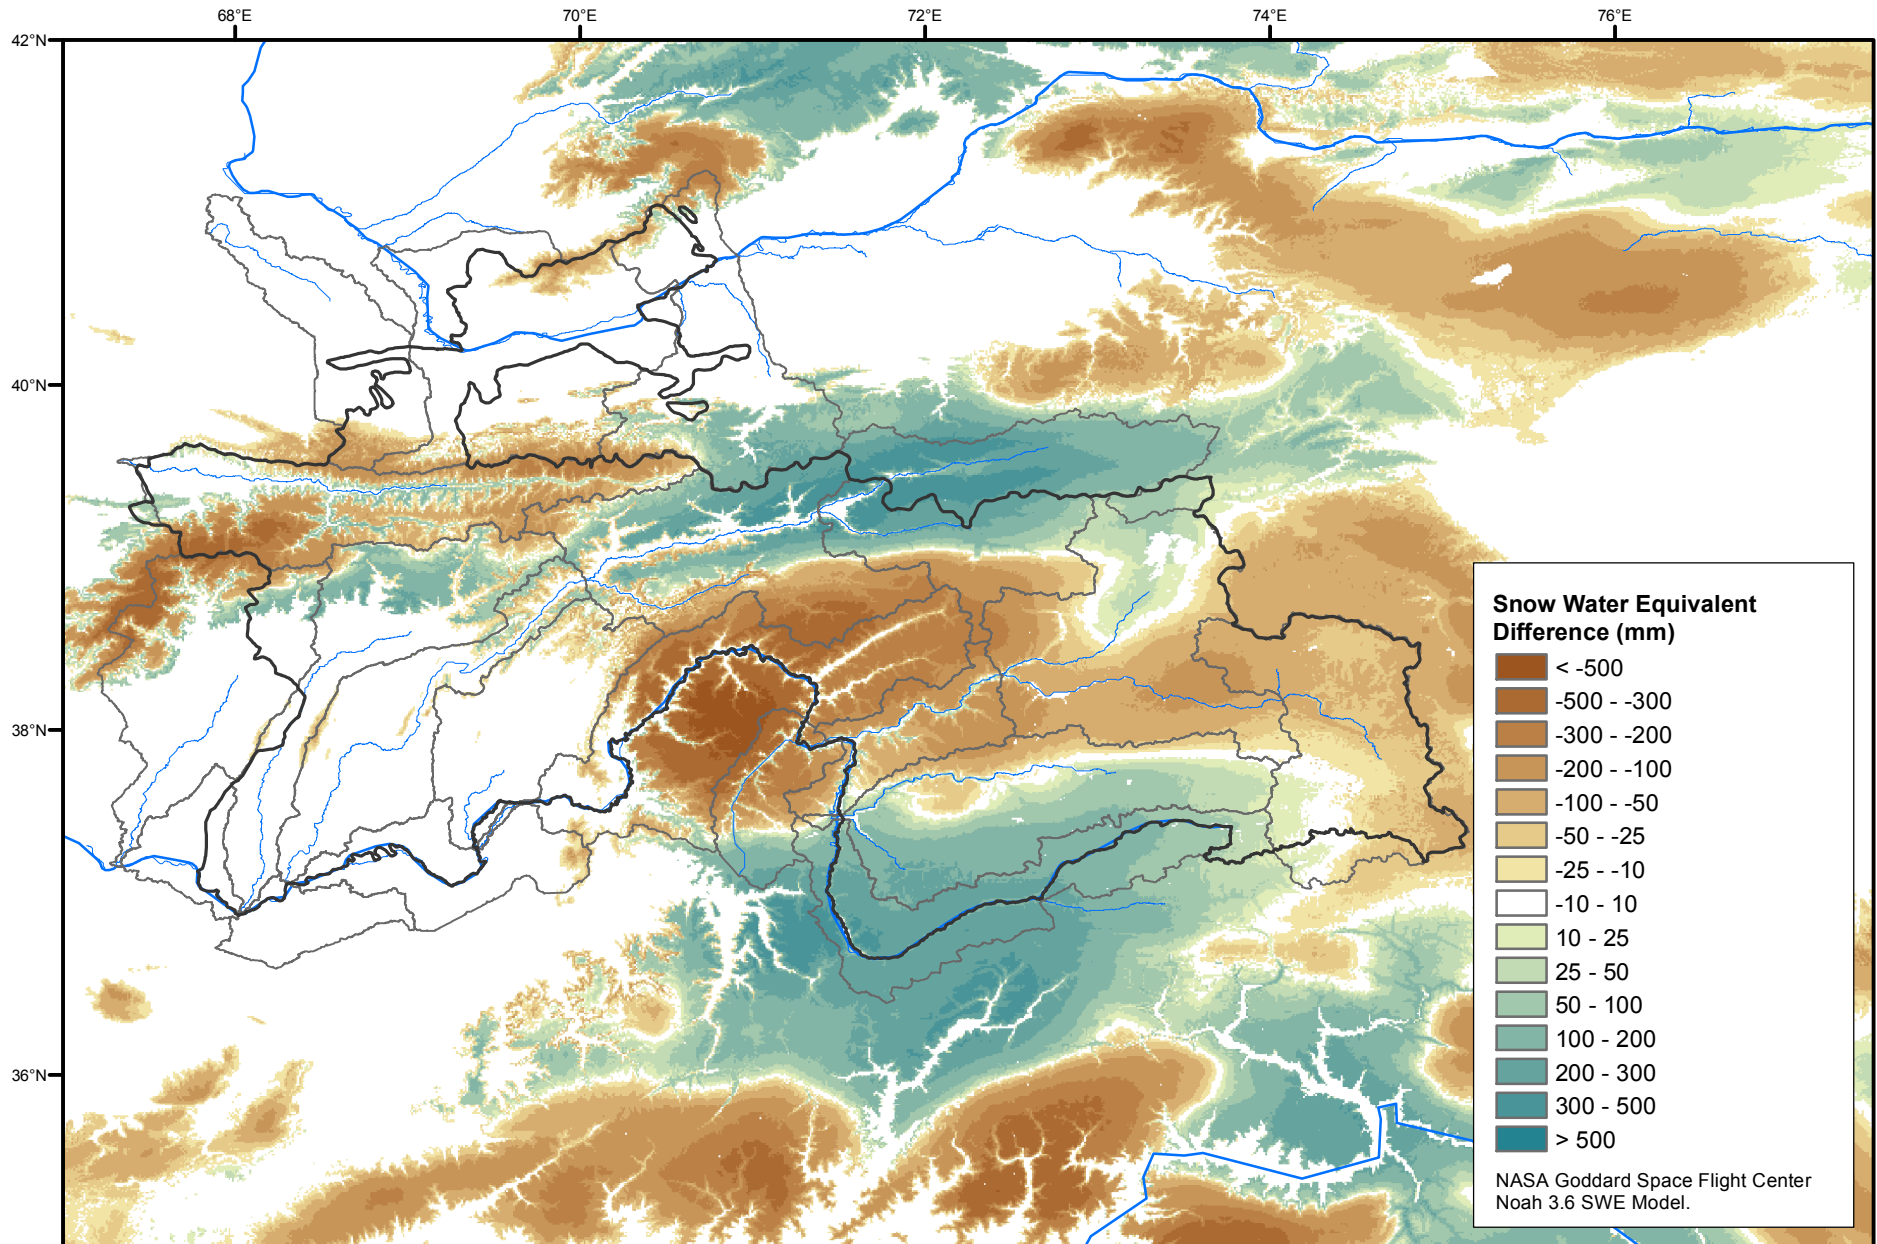 68°E
70°E
72°E
74°E
76°E
42°N
40°N
38°N
36°N
Snow Water Equivalent
Difference (mm)
< -500
-500 - -300
-300 - -200
-200 - -100
-100 - -50
-50 - -25
-25 - -10
-10 - 10
10 - 25
25 - 50
50 - 100
100 - 200
200 - 300
300 - 500
> 500
NASA Goddard Space Flight Center
Noah 3.6 SWE Model.